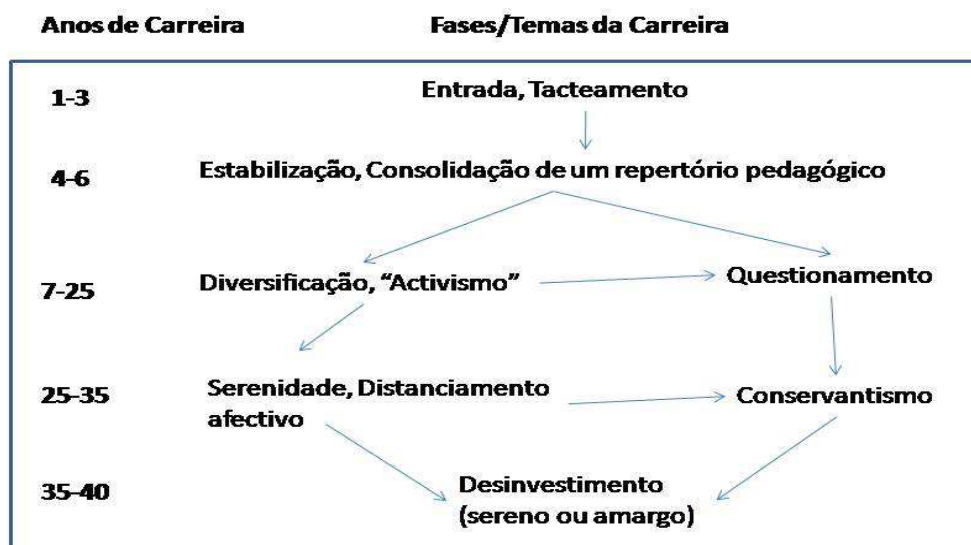 Anos de Carreira Fases/Temas da Carreira
1-3 Entrada, Tacteamento
4-6 Estabilização, Consolidação de um repertório pedagógico
7-25 Diversificação, “Activismo” Questionamento
25-35 Serenidade, Distanciamento Conservantismo
afectivo
35-40 Desinvestimento
(sereno ou amargo)